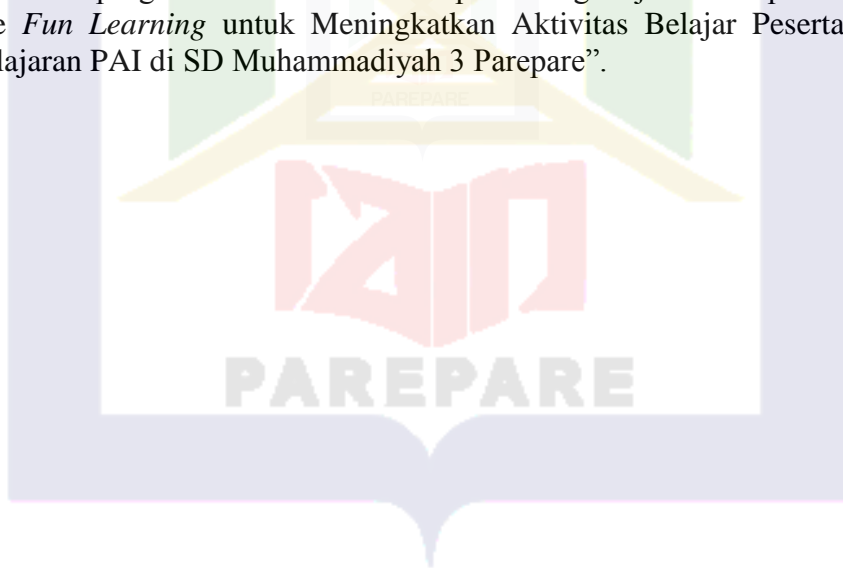 e Fun Learning untuk Meningkatkan Aktivitas Belajar Peserta
lajaran PAI di SD Muhammadiyah 3 Parepare”.
PAREPARE
PAREPARE